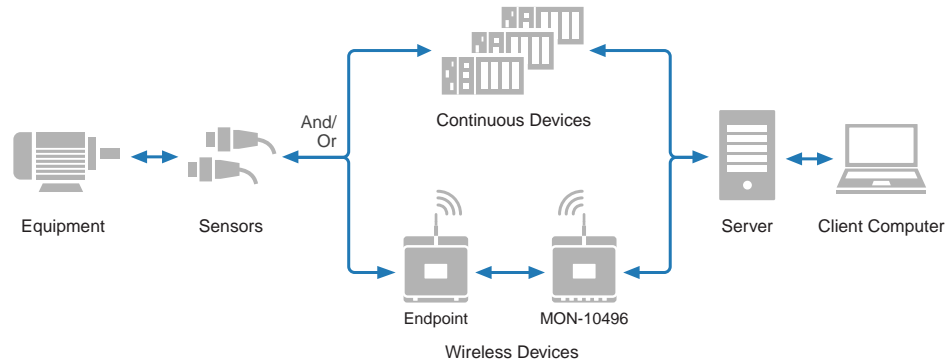 And/
Or
Continuous Devices
Equipment
Sensors
Server
Client Computer
Endpoint
MON-10496
Wireless Devices